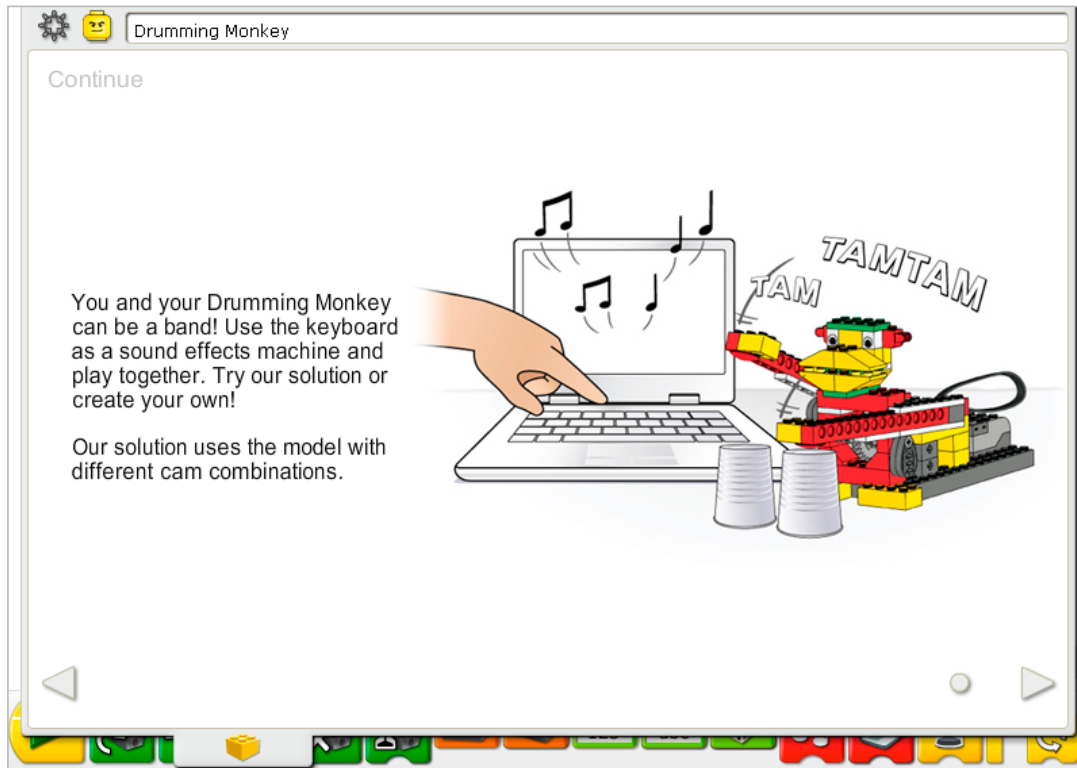 Drumming Monkey
Continue
TAMTAM
TAM
You and your Drumming Monkey
can be a band! Use the keyboard
as a sound effects machine and
play together. Try our solution or
create your own!
Our solution uses the model with
different cam combinations.